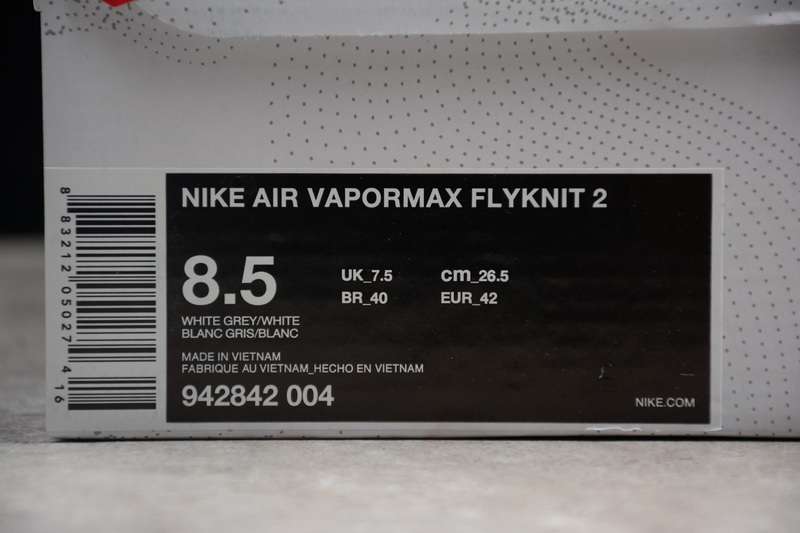 NIKE AIR VAPORMAX FLYKNIT 2
8.5
UK_7.5 cm_26.5
BR_40 EUR_42
WHITE GREY/WHITE
BLANC GRIS/BLANC
MADE IN VIETNAM
FABRIQUE AU VIETNAM_HECHO EN VIETNAM
942842 004
NIKE.COM
8 83212 05027 4 16